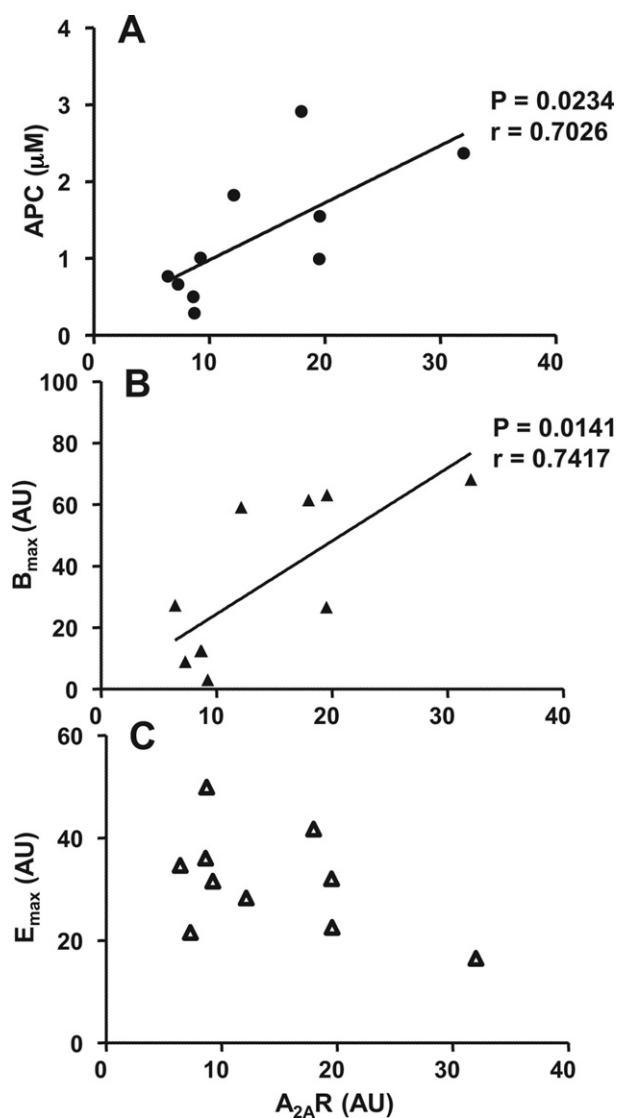 A
4
3
2
1
0
APC (μM)
P = 0.0234
r = 0.7026
0 10 20 30 40
B
100
80
60
40
20
0
Bmax (AU)
P = 0.0141
r = 0.7417
0 10 20 30 40
C
60
40
20
0
Emax (AU)
0 10 20 30 40
A2AR (AU)